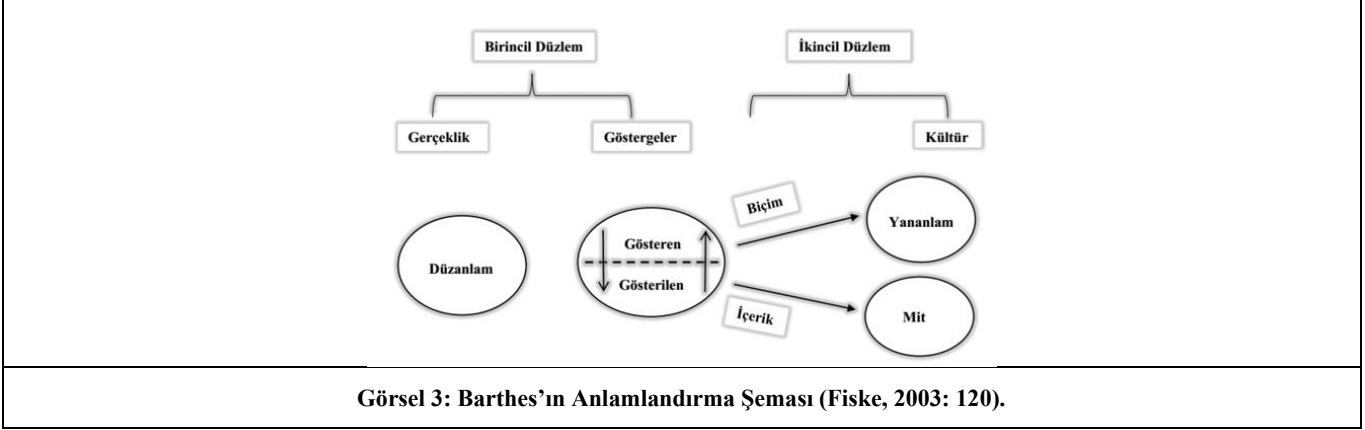 Birincil Düzlem
İkincil Düzlem
Gerçeklik
Göstergeler
Kültür
Biçim
Yananlam
Gösteren
Düzanlam
Gösterilen
İçerik
Mit
Görsel 3: Barthes’ın Anlamlandırma Şeması (Fiske, 2003: 120).